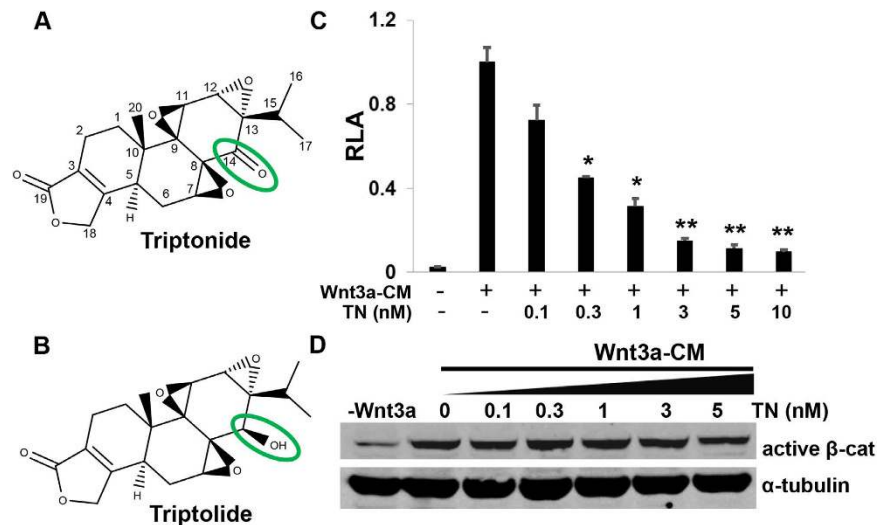 A
16
11
12
O
20
O
15
1
13
17
2
10
9
14
3
8
O
5
O
4
7
O
19
6
O
H
18
Triptonide
B
O
O
OH
O
O
O
H
Triptolide
C
RLA
1.2
0.8
0.4
0
* * ** ** **
Wnt3a-CM - + + + + + + +
TN (nM) - - 0.1 0.3 1 3 5 10
D
Wnt3a-CM
-Wnt3a 0 0.1 0.3 1 3 5 TN (nM)
active β-cat
α-tubulin